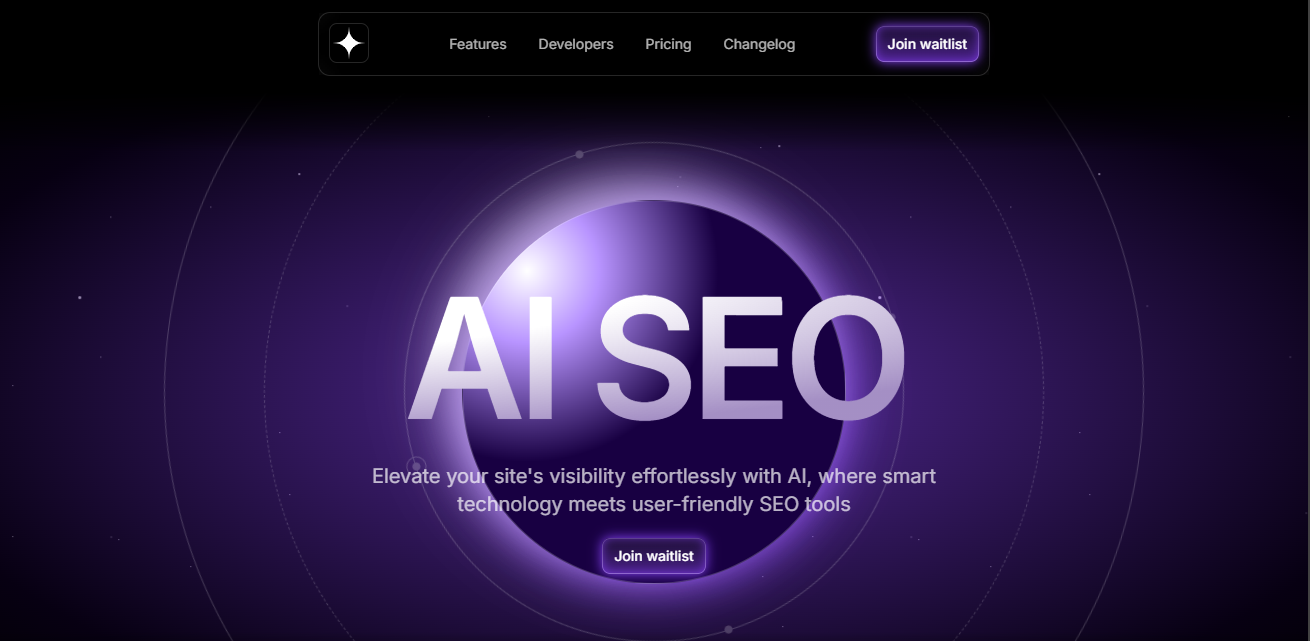 Features Developers Pricing Changelog Join waitlist
AI SEO
Elevate your site's visibility effortlessly with AI, where smart
technology meets user-friendly SEO tools
Join waitlist